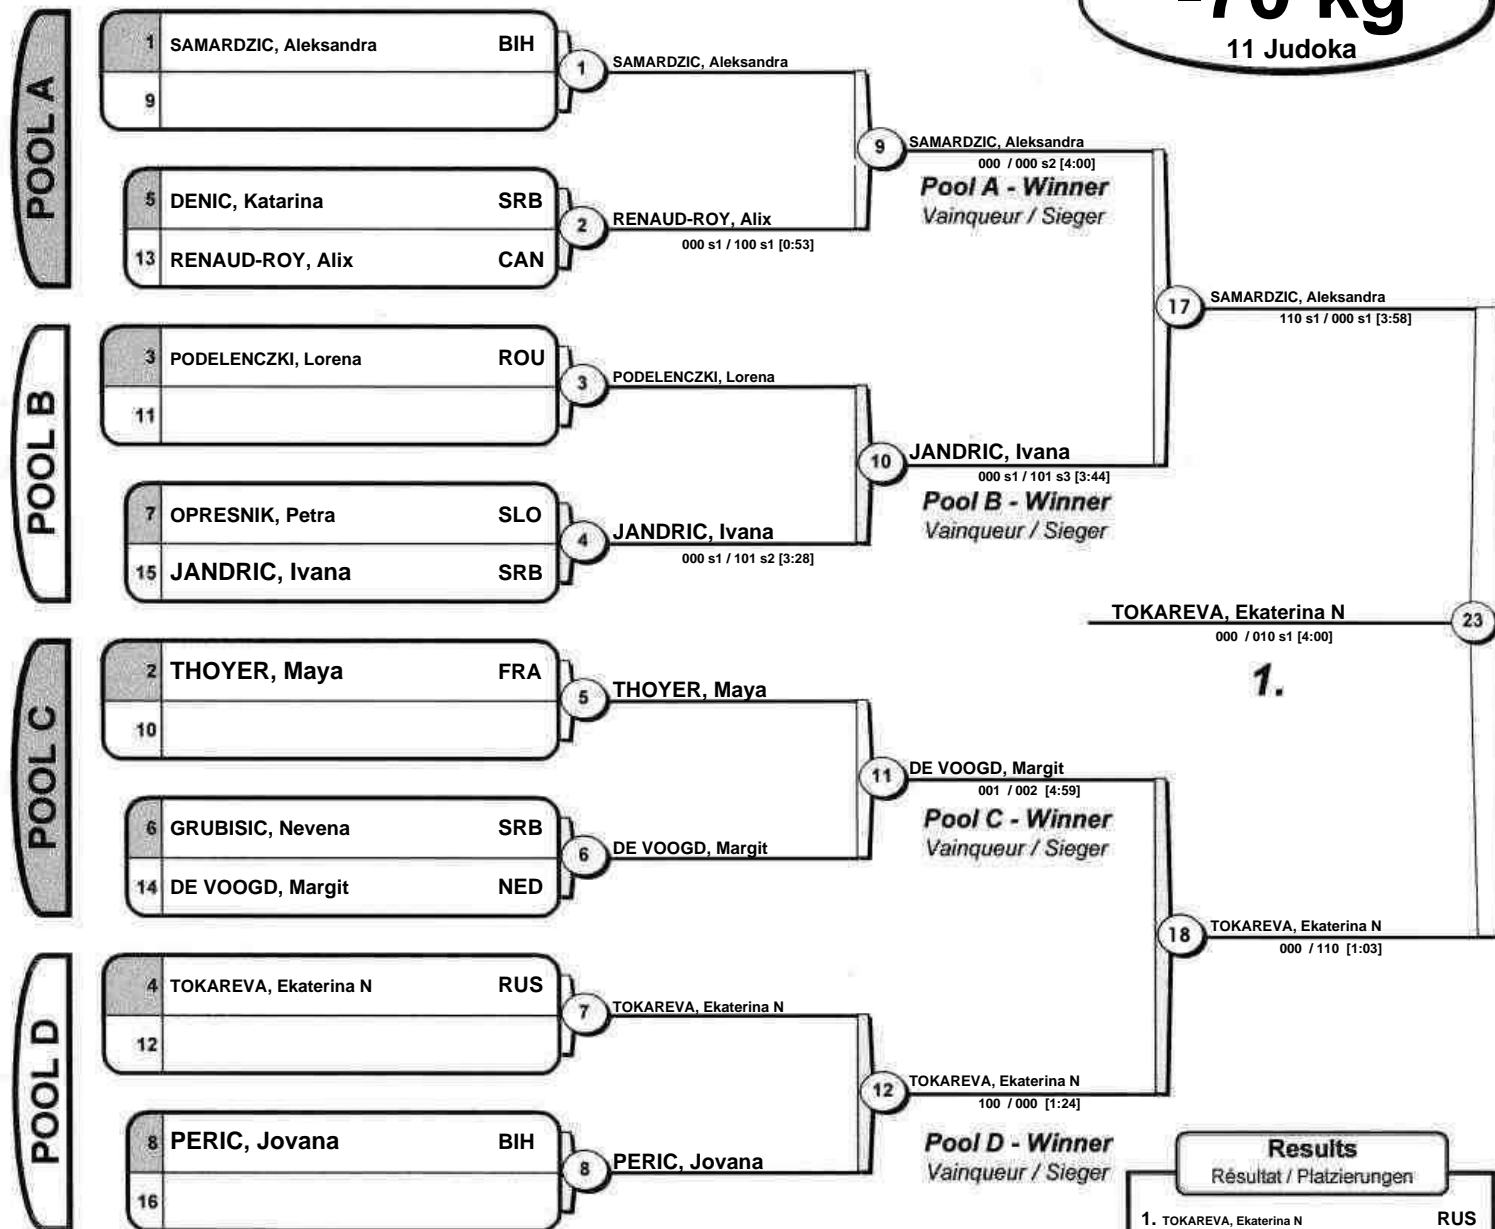 -70 kg
11 Judoka
POOL A
1 SAMARDZIC, Aleksandra BIH
9
1 SAMARDZIC, Aleksandra
5 DENIC, Katarina SRB
13 RENAUD-ROY, Alix CAN
2 RENAUD-ROY, Alix
000 s1 / 100 s1 [0:53]
9 SAMARDZIC, Aleksandra
000 / 000 s2 [4:00]
Pool A - Winner
Vainqueur / Sieger
POOL B
3 PODELENCZKI, Lorena ROU
11
3 PODELENCZKI, Lorena
7 OPRESNIK, Petra SLO
15 JANDRIC, Ivana SRB
4 JANDRIC, Ivana
000 s1 / 101 s2 [3:28]
10 JANDRIC, Ivana
000 s1 / 101 s3 [3:44]
Pool B - Winner
Vainqueur / Sieger
17 SAMARDZIC, Aleksandra
110 s1 / 000 s1 [3:58]
TOKAREVA, Ekaterina N 23
000 / 010 s1 [4:00]
1.
POOL C
2 THOYER, Maya FRA
10
5 THOYER, Maya
6 GRUBISIC, Nevena SRB
14 DE VOOGD, Margit NED
6 DE VOOGD, Margit
11 DE VOOGD, Margit
001 / 002 [4:59]
Pool C - Winner
Vainqueur / Sieger
18 TOKAREVA, Ekaterina N
000 / 110 [1:03]
POOL D
4 TOKAREVA, Ekaterina N RUS
12
7 TOKAREVA, Ekaterina N
8 PERIC, Jovana BIH
16
8 PERIC, Jovana
12 TOKAREVA, Ekaterina N
100 / 000 [1:24]
Pool D - Winner
Vainqueur / Sieger
Results
Résultat / Platzierungen
1. TOKAREVA, Ekaterina N RUS